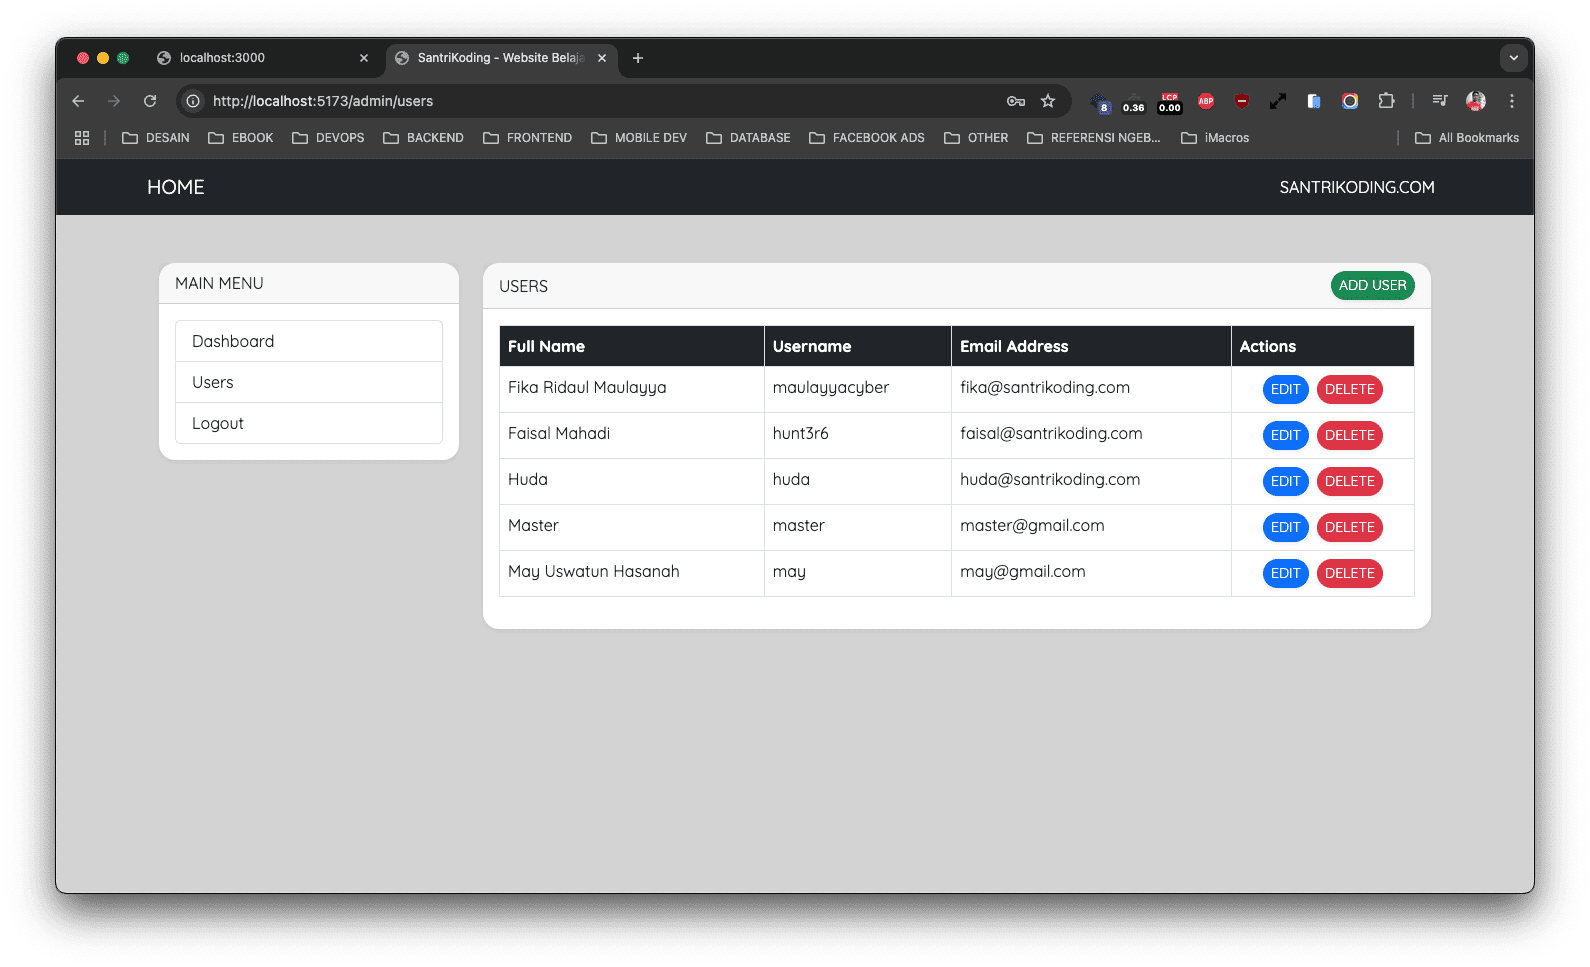 localhost:3000
SantriKoding - Website Belaja
http://localhost:5173/admin/users
8
0.36
LCP
0.00
ABP
DESAIN EBOOK DEVOPS BACKEND FRONTEND MOBILE DEV DATABASE FACEBOOK ADS OTHER REFERENSI NGEB... iMacros All Bookmarks
HOME SANTRIKODING.COM
MAIN MENU
Dashboard
Users
Logout
USERS ADD USER
Full Name Username Email Address Actions
Fika Ridaul Maulayya maulayyacyber fika@santrikoding.com EDIT DELETE
Faisal Mahadi hunt3r6 faisal@santrikoding.com EDIT DELETE
Huda huda huda@santrikoding.com EDIT DELETE
Master master master@gmail.com EDIT DELETE
May Uswatun Hasanah may may@gmail.com EDIT DELETE